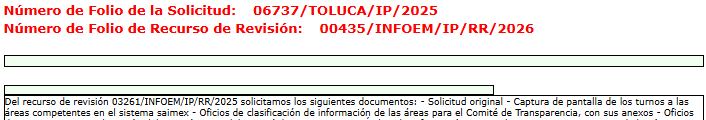 Número de Folio de la Solicitud: 06737/TOLUCA/IP/2025
Número de Folio de Recurso de Revisión: 00435/INFOEM/IP/RR/2026
Del recurso de revisión 03261/INFOEM/IP/RR/2025 solicitamos los siguientes documentos: - Solicitud original - Captura de pantalla de los turnos a las
áreas competentes en el sistema saimex - Oficios de clasificación de información de las áreas para el Comité de Transparencia, con sus anexos - Oficios